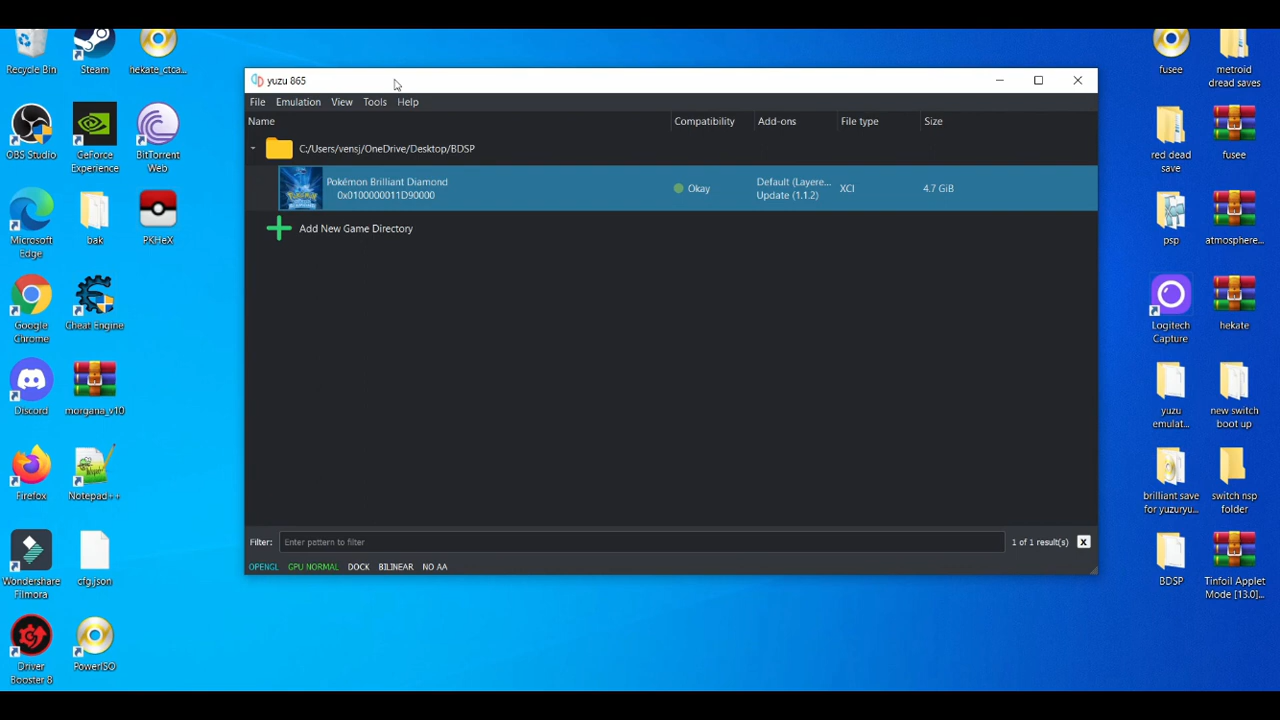 Recycle Bin
Steam
nekate_ctca...
OBS Studio
GeForce
Experience
BitTorrent
Web
Microsoft
Edge
bak
PKHeX
Google
Chrome
Cheat Engine
Discord
morgana_v10
Firefox
Notepad++
Wondershare
Filmora
cfg.json
Driver
Booster 8
PowerISO
yuzu 865
File Emulation View Tools Help
Name Compatibility Add-ons File type Size
C:/Users/vensj/OneDrive/Desktop/BDSP
Pokémon Brilliant Diamond
0x0100000011D90000
Okay
Default (Layere...
Update (1.1.2)
XCI
4.7 GiB
Add New Game Directory
Filter: Enter pattern to filter 1 of 1 result(s) X
OPENGL GPU NORMAL DOCK BILINEAR NO AA
fusee
metroid
dread saves
red dead
save
fusee
psp
atmosphere...
Logitech
Capture
hekate
yuzu
emulat...
new switch
boot up
brilliant save
for yuzuryu...
switch nsp
folder
BDSP
Tinfoil Applet
Mode [13.0]...